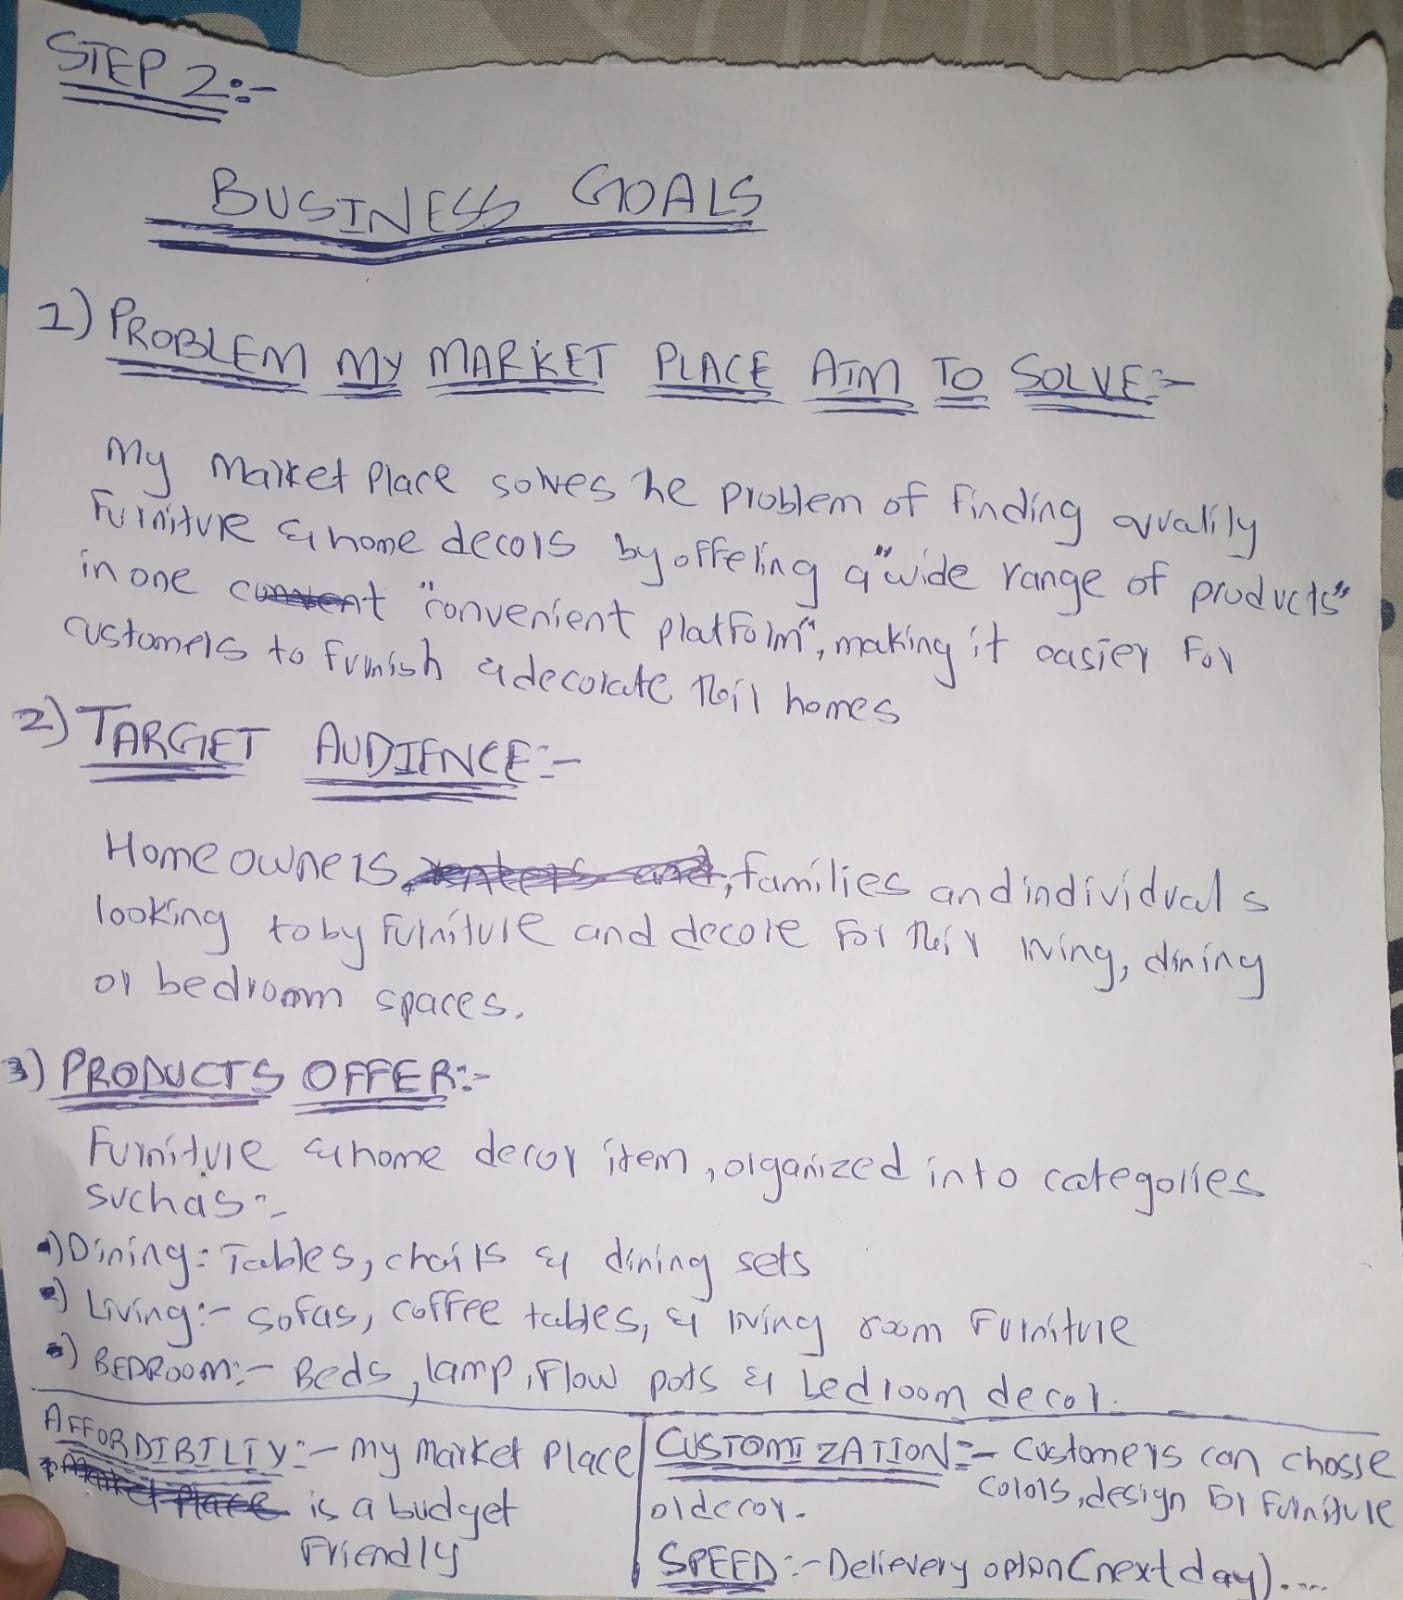 STEP 2:-
BUSINESS GOALS
1) PROBLEM MY MARKET PLACE AIM TO SOLVE:-
My Market Place solves he problem of finding quality
Furniture & home decors by offering a "wide range of products"
in one "convenient platform", making it easier for
customers to furnish & decorate their homes
2) TARGET AUDIENCE:-
Home owners, families and individuals
looking to by furniture and decore for their living, dining
or bedroom spaces.
3) PRODUCTS OFFER:-
Furniture & home decor item, organized into categories
such as:-
Dining: Tables, chairs & dining sets
Living:- Sofas, coffee tables, & living room Furniture
BEDROOM:- Beds, lamp, Flow pots & bedroom decor.
AFFORDIBILTY:- My Market Place
is a budget
Friendly
CUSTOMIZATION:- Customers can chosse
colors, design for Furniture
or decor.
SPEED:- Delievery option (next day)....